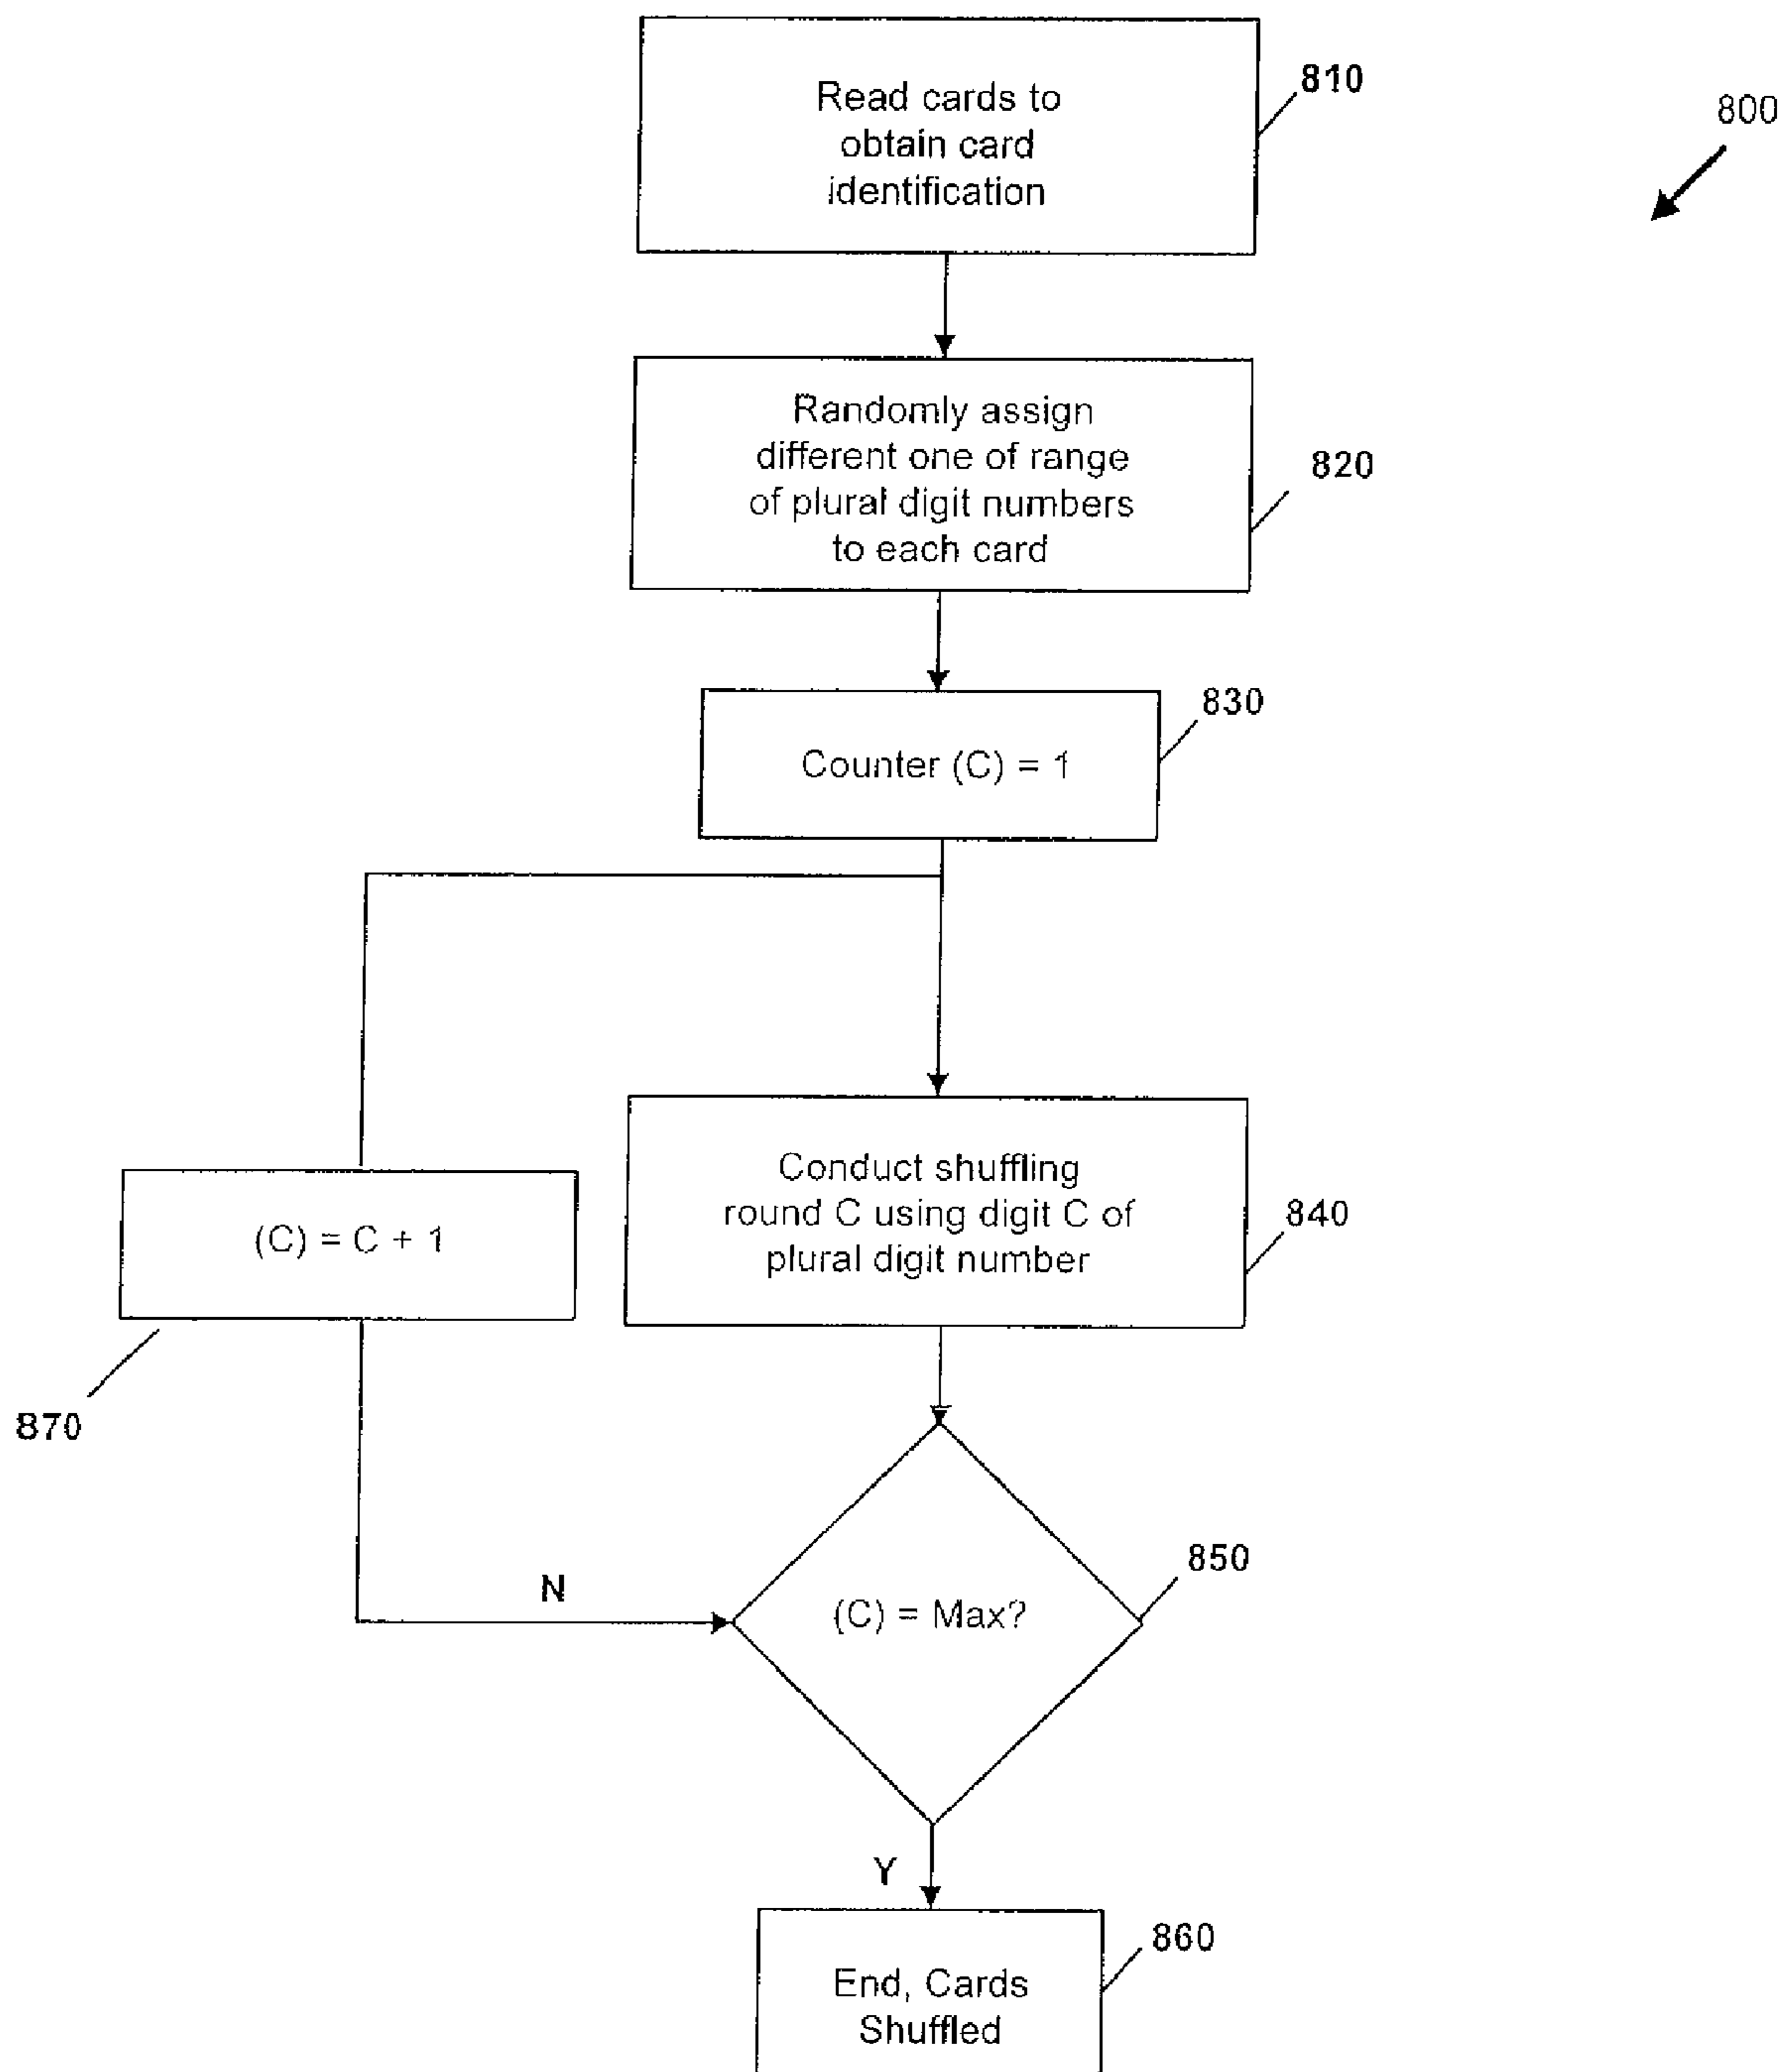 Read cards to
obtain card
identification
810
800
Randomly assign
different one of range
of plural digit numbers
to each card
820
Counter (C) = 1
830
(C) = C + 1
870
Conduct shuffling
round C using digit C of
plural digit number
840
(C) = Max?
850
N
Y
End, Cards
Shuffled
860